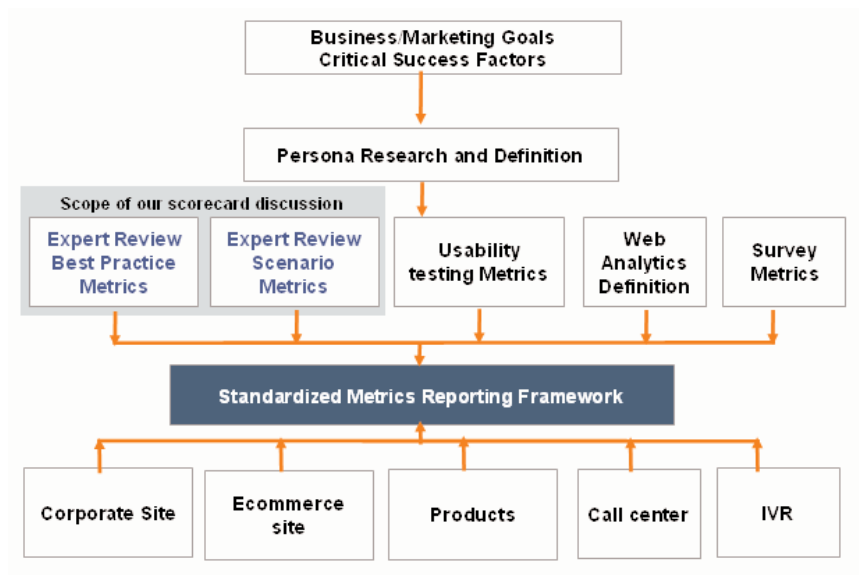 Business/Marketing Goals
Critical Success Factors
Persona Research and Definition
Scope of our scorecard discussion
Expert Review
Best Practice
Metrics
Expert Review
Scenario
Metrics
Usability
testing Metrics
Web
Analytics
Definition
Survey
Metrics
Standardized Metrics Reporting Framework
Corporate Site
Ecommerce
site
Products
Call center
IVR